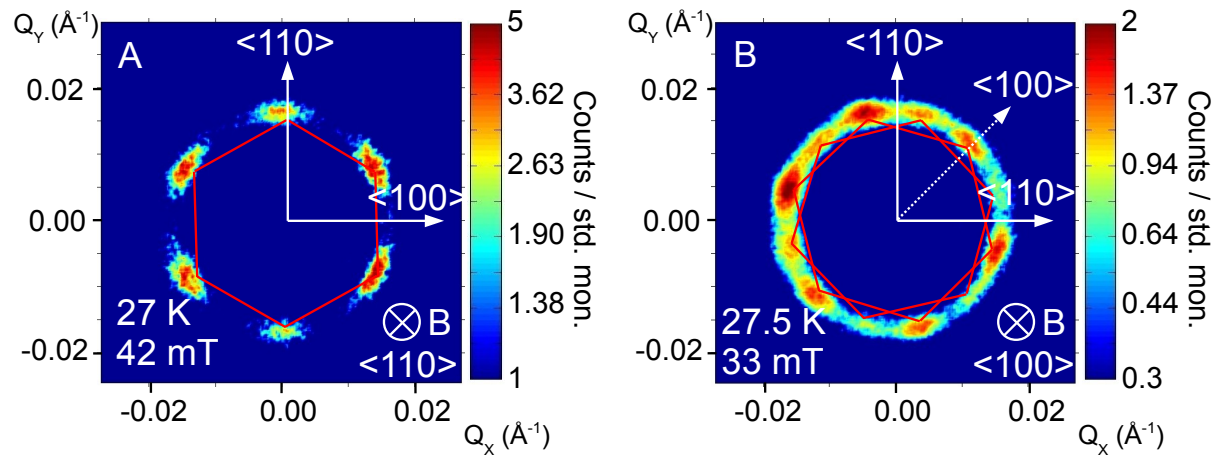 Q_Y (Å⁻¹)
A
<110>
<100>
27 K
42 mT
B
<110>
0.02
0.00
-0.02
-0.02
0.00
0.02
Q_X (Å⁻¹)
5
3.62
2.63
1.90
1.38
1
Counts / std. mon.
Q_Y (Å⁻¹)
B
<110>
<100>
<110>
27.5 K
33 mT
B
<100>
0.02
0.00
-0.02
-0.02
0.00
0.02
Q_X (Å⁻¹)
2
1.37
0.94
0.64
0.44
0.3
Counts / std. mon.